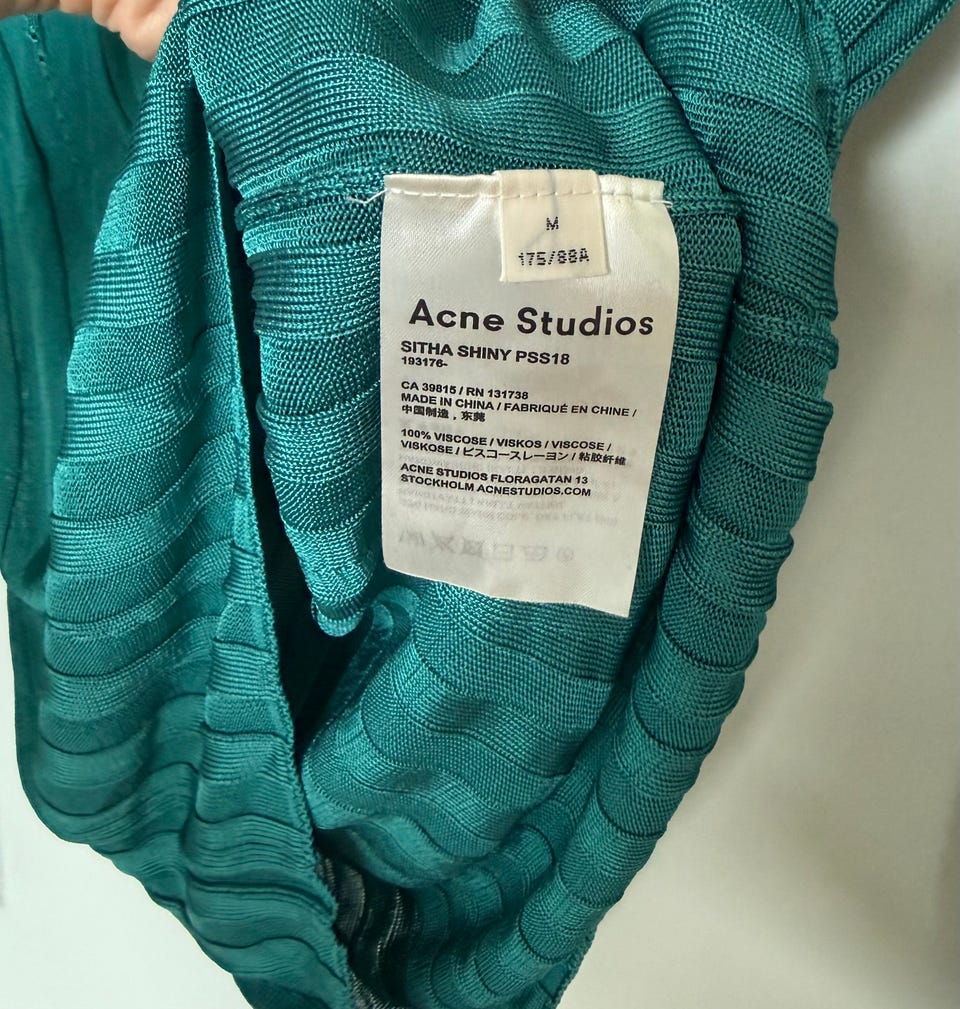 M
175/88A
Acne Studios
SITHA SHINY PSS18
193176-
CA 39815 / RN 131738
MADE IN CHINA / FABRIQUÉ EN CHINE /
中国制造，东莞
100% VISCOSE / VISKOS / VISCOSE /
VISKOSE / ビスコースレーヨン / 粘胶纤维
ACNE STUDIOS FLORAGATAN 13
STOCKHOLM ACNESTUDIOS.COM